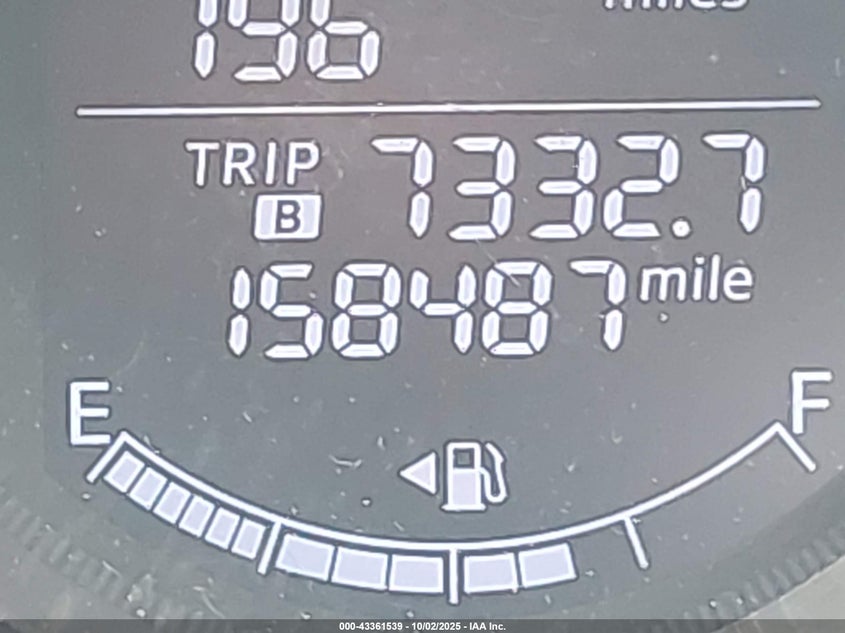 196 miles
TRIP 7332.7
B
158487 mile
E F
000-43361539 - 10/02/2025 - IAA Inc.